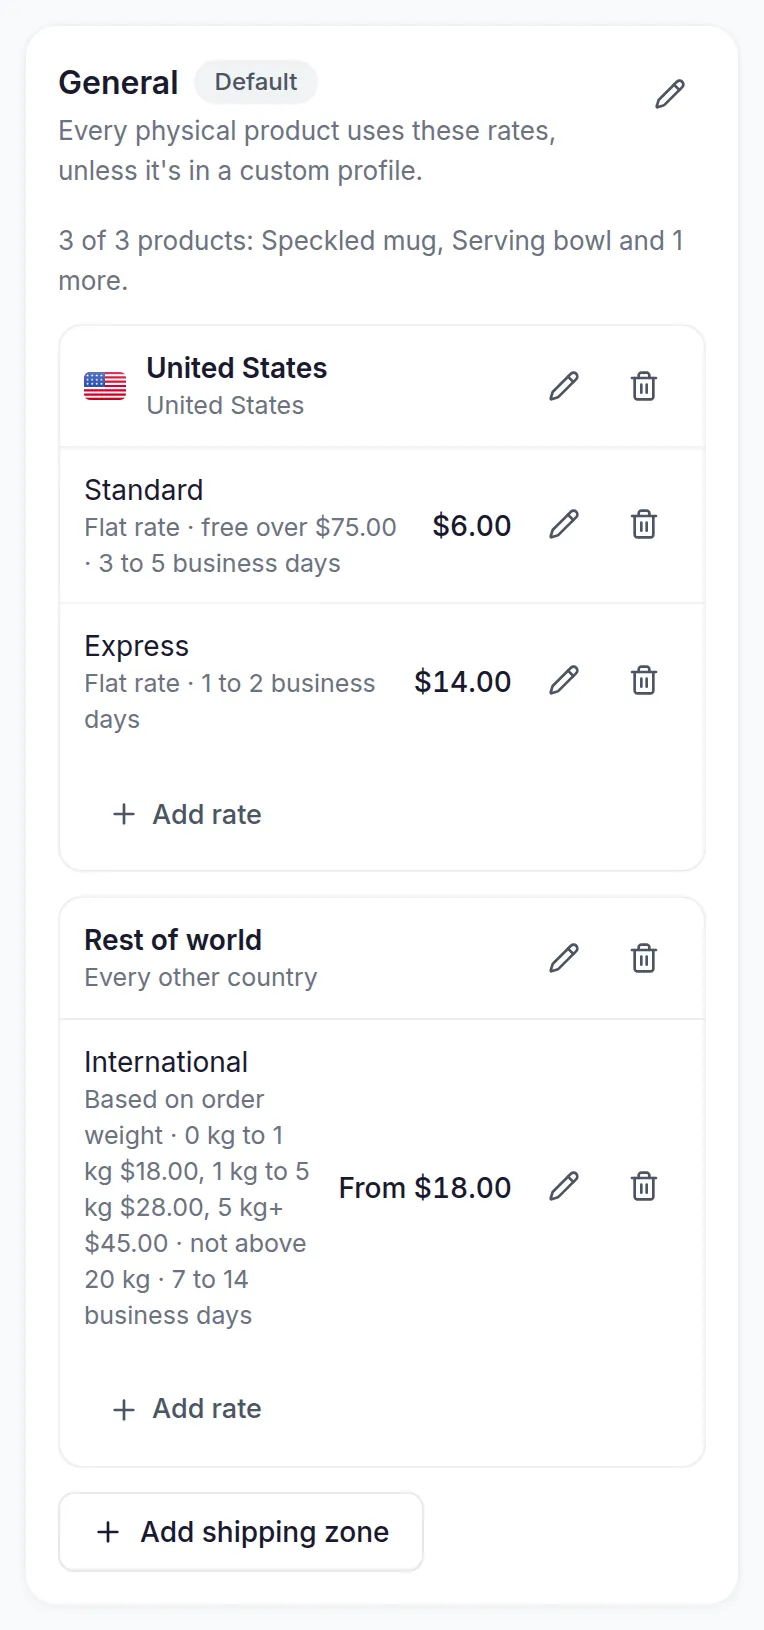 General
Default
Every physical product uses these rates,
unless it's in a custom profile.
3 of 3 products: Speckled mug, Serving bowl and 1
more.
United States
United States
Standard
Flat rate · free over $75.00
· 3 to 5 business days
$6.00
Express
Flat rate · 1 to 2 business
days
$14.00
+ Add rate
Rest of world
Every other country
International
Based on order
weight · 0 kg to 1
kg $18.00, 1 kg to 5
kg $28.00, 5 kg+
$45.00 · not above
20 kg · 7 to 14
business days
From $18.00
+ Add rate
+ Add shipping zone